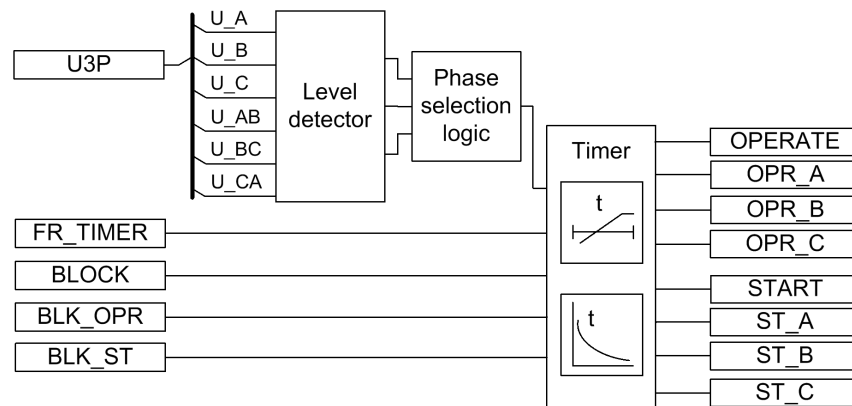 U3P
U_A
U_B
U_C
U_AB
U_BC
U_CA
Level
detector
Phase
selection
logic
Timer
t
t
FR_TIMER
BLOCK
BLK_OPR
BLK_ST
OPERATE
OPR_A
OPR_B
OPR_C
START
ST_A
ST_B
ST_C